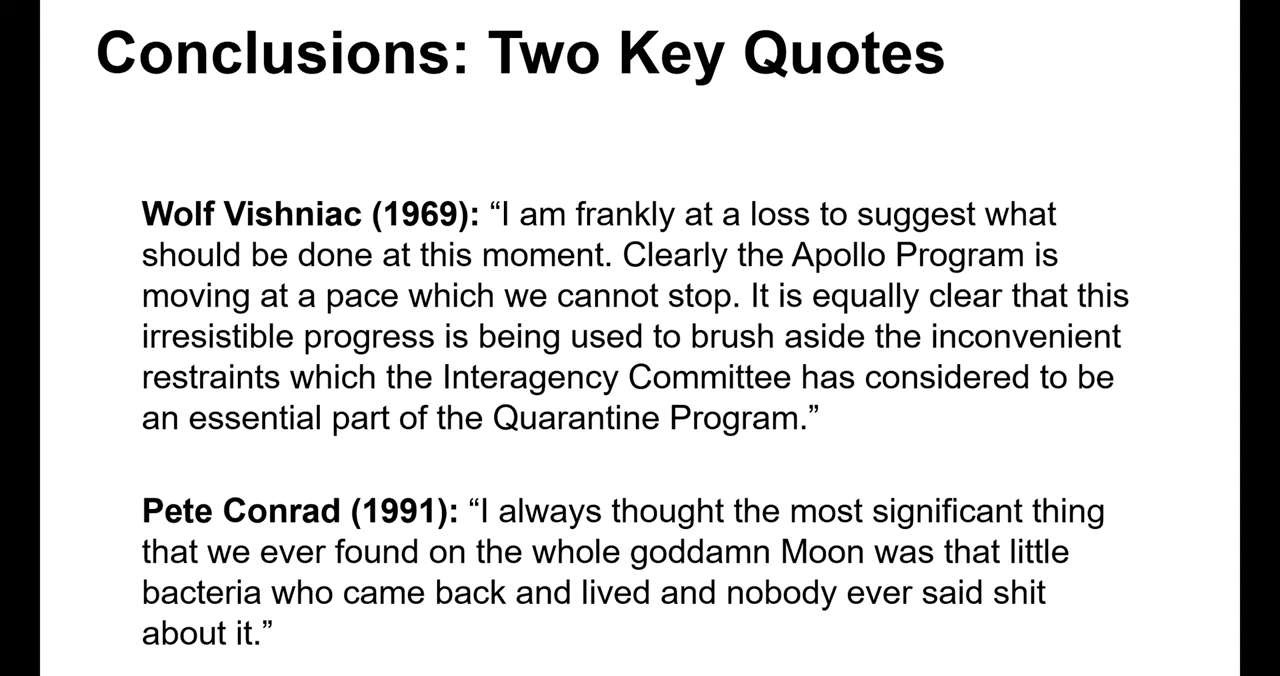 Conclusions: Two Key Quotes
Wolf Vishniac (1969): “I am frankly at a loss to suggest what
should be done at this moment. Clearly the Apollo Program is
moving at a pace which we cannot stop. It is equally clear that this
irresistible progress is being used to brush aside the inconvenient
restraints which the Interagency Committee has considered to be
an essential part of the Quarantine Program.”
Pete Conrad (1991): “I always thought the most significant thing
that we ever found on the whole goddamn Moon was that little
bacteria who came back and lived and nobody ever said shit
about it.”